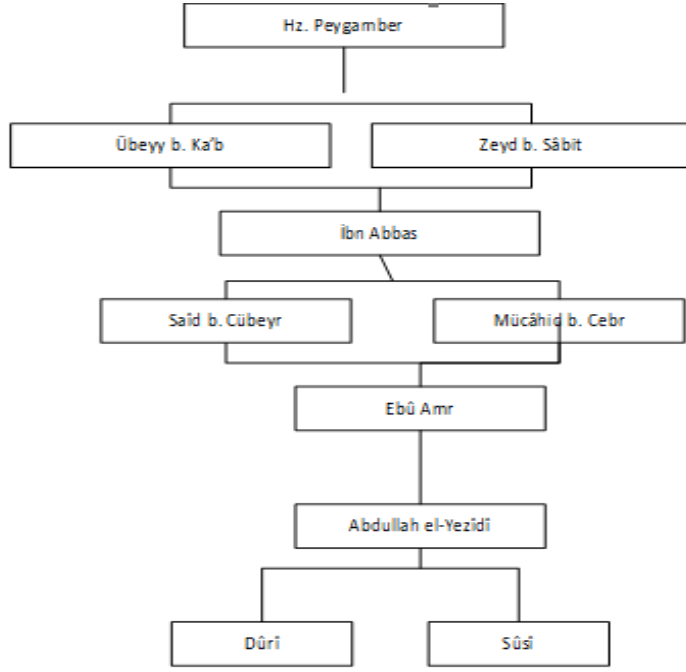 Hz. Peygamber
Übeyy b. Ka'b
Zeyd b. Sâbit
İbn Abbas
Saîd b. Cübeyr
Mücâhid b. Cebr
Ebû Amr
Abdullah el-Yezîdî
Dûrî
Sûsî